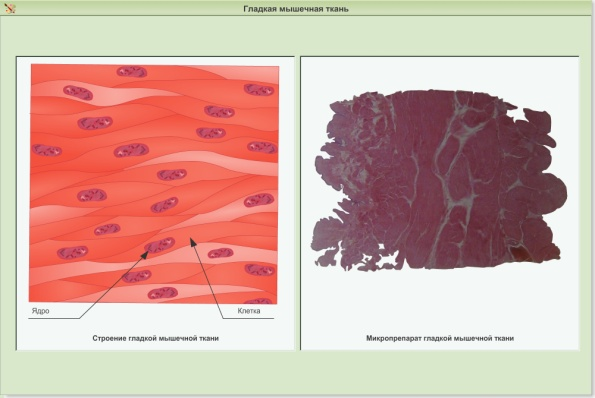 Гладкая мышечная ткань
Ядро
Клетка
Строение гладкой мышечной ткани
Микропрепарат гладкой мышечной ткани